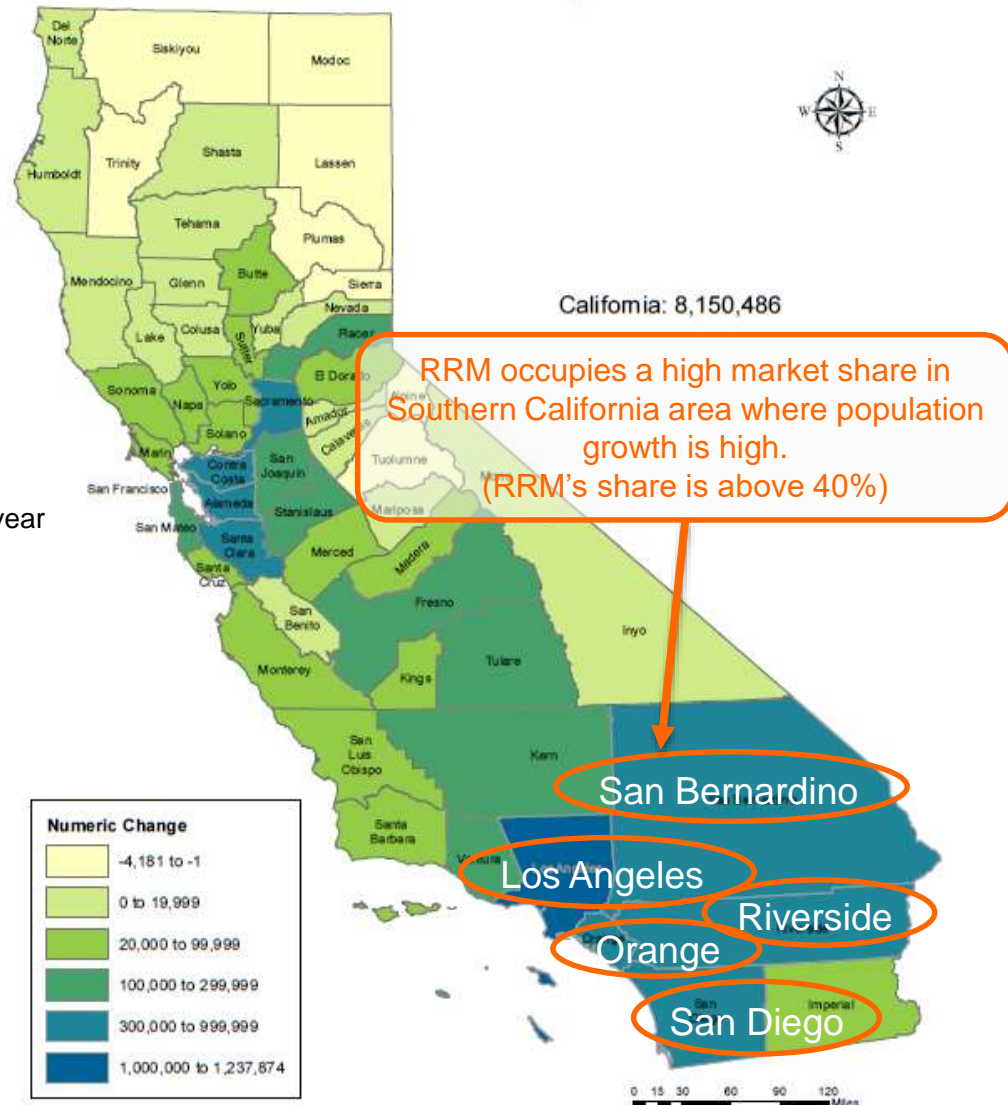 Del
Norte
Siskiyou
Modoc
N
W E
S
Humboldt
Trinity
Shasta
Lassen
Tehama
Plumas
Mendocino
Glenn
Butte
Sierra
Nevada
California: 8,150,486
Lake
Colusa
Sutter
Yuba
Placer
RRM occupies a high market share in
Southern California area where population
growth is high.
(RRM's share is above 40%)
Sonoma
Napa
Yolo
El Dorado
Sacramento
Amador
Alpine
Solano
Calaveras
Marin
Contra
Costa
San
Joaquin
Tuolumne
San Francisco
Alameda
Stanislaus
Mariposa
year
San Mateo
Santa
Clara
Merced
Madera
Santa
Cruz
San
Benito
Fresno
Inyo
Monterey
Kings
Tulare
San
Luis
Obispo
Kern
San Bernardino
Santa
Barbara
Ventura
Los Angeles
Los Angeles
Riverside
Riverside
Orange
Orange
San
San Diego
Imperial
Numeric Change
-4,181 to -1
0 to 19,999
20,000 to 99,999
100,000 to 299,999
300,000 to 999,999
1,000,000 to 1,237,874
0 15 30 60 90 120
Miles